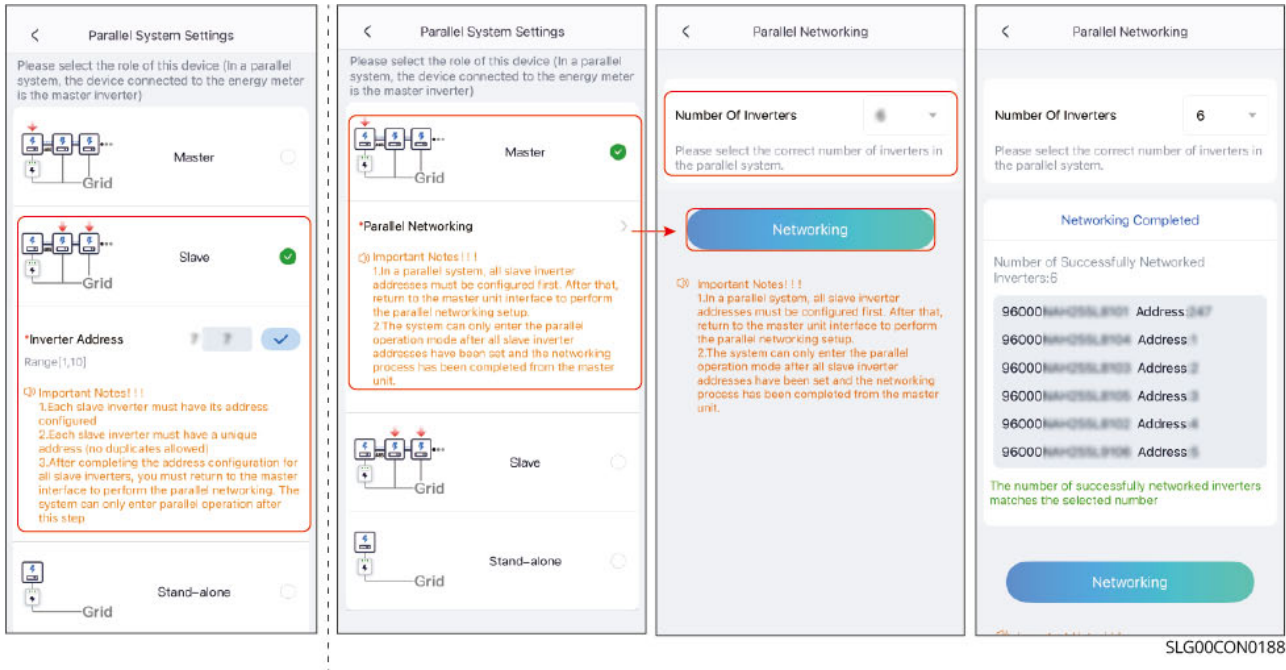 Parallel System Settings
Please select the role of this device (In a parallel
system, the device connected to the energy meter
is the master inverter)
Master
Grid
Slave
Grid
*Inverter Address
Range[1,10]
Important Notes!!!
1.Each slave inverter must have its address
configured
2.Each slave inverter must have a unique
address (no duplicates allowed)
3.After completing the address configuration for
all slave inverters, you must return to the master
interface to perform the parallel networking. The
system can only enter parallel operation after
this step
Stand-alone
Grid
Parallel System Settings
Please select the role of this device (In a parallel
system, the device connected to the energy meter
is the master inverter)
Master
Grid
*Parallel Networking
Important Notes!!!
1.In a parallel system, all slave inverter
addresses must be configured first. After that,
return to the master unit interface to perform
the parallel networking setup.
2.The system can only enter the parallel
operation mode after all slave inverter
addresses have been set and the networking
process has been completed from the master
unit.
Slave
Grid
Stand-alone
Grid
Parallel Networking
Number Of Inverters
Please select the correct number of inverters in
the parallel system.
Networking
Important Notes!!!
1.In a parallel system, all slave inverter
addresses must be configured first. After that,
return to the master unit interface to perform
the parallel networking setup.
2.The system can only enter the parallel
operation mode after all slave inverter
addresses have been set and the networking
process has been completed from the master
unit.
Parallel Networking
Number Of Inverters 6
Please select the correct number of inverters in
the parallel system.
Networking Completed
Number of Successfully Networked
Inverters:6
96000 Address
96000 Address
96000 Address
96000 Address
96000 Address
96000 Address
The number of successfully networked inverters
matches the selected number
Networking
SLG00CON0188